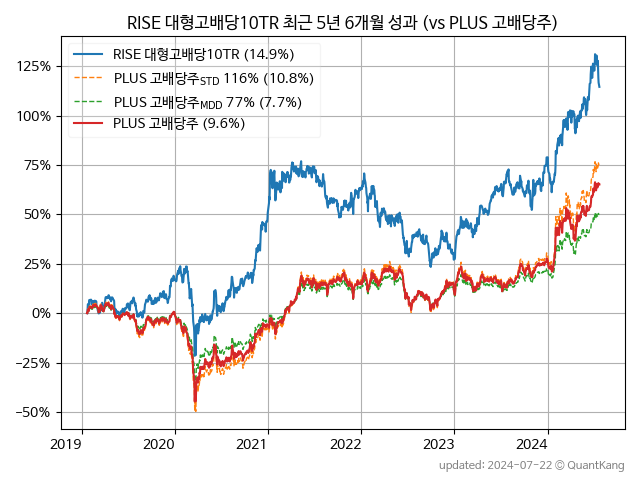 RISE 대형고배당10TR 최근 5년 6개월 성과 (vs PLUS 고배당주)
RISE 대형고배당10TR (14.9%)
PLUS 고배당주STD 116% (10.8%)
PLUS 고배당주MDD 77% (7.7%)
PLUS 고배당주 (9.6%)
125%
100%
75%
50%
25%
0%
−25%
−50%
2019 2020 2021 2022 2023 2024
updated: 2024-07-22 © QuantKang